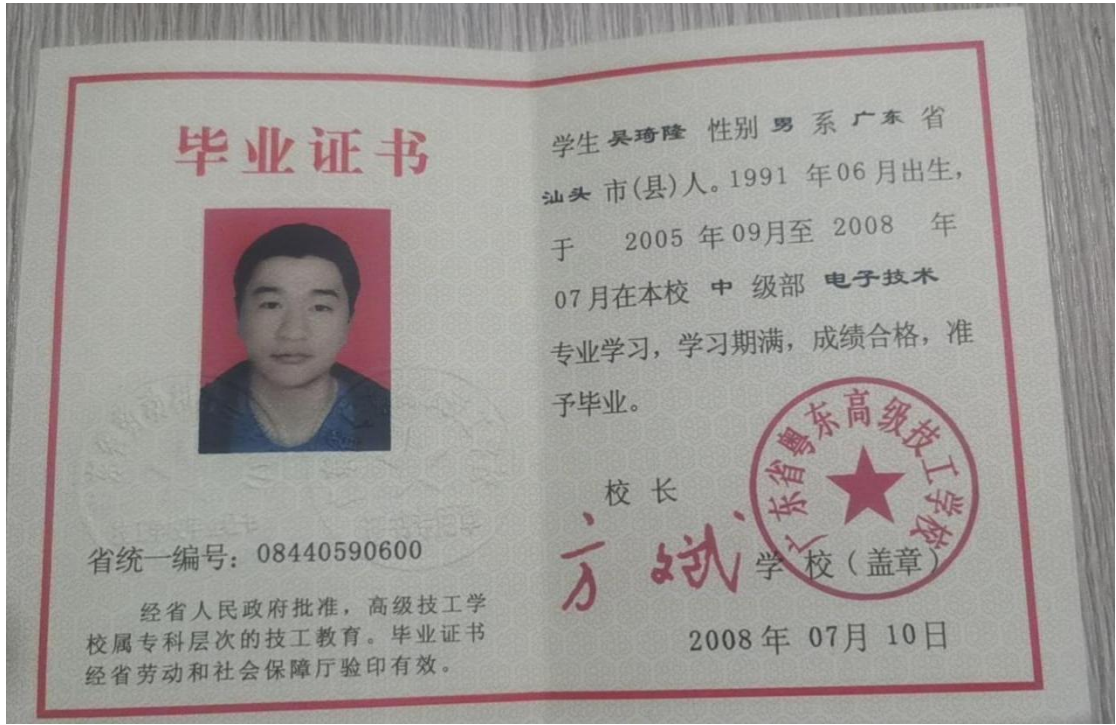 毕业证书
省统一编号：08440590600
经省人民政府批准，高级技工学
校属专科层次的技工教育。毕业证书
经省劳动和社会保障厅验印有效。
学生 吴琦隆 性别 男 系 广东 省
汕头 市(县)人。1991 年06月出生，
于 2005 年09月至 2008 年
07月在本校 中 级部 电子技术
专业学习，学习期满，成绩合格，准
予毕业。
校 长
方文斌
学 校（盖章）
广东省粤东高级技工学校
2008年 07月 10日